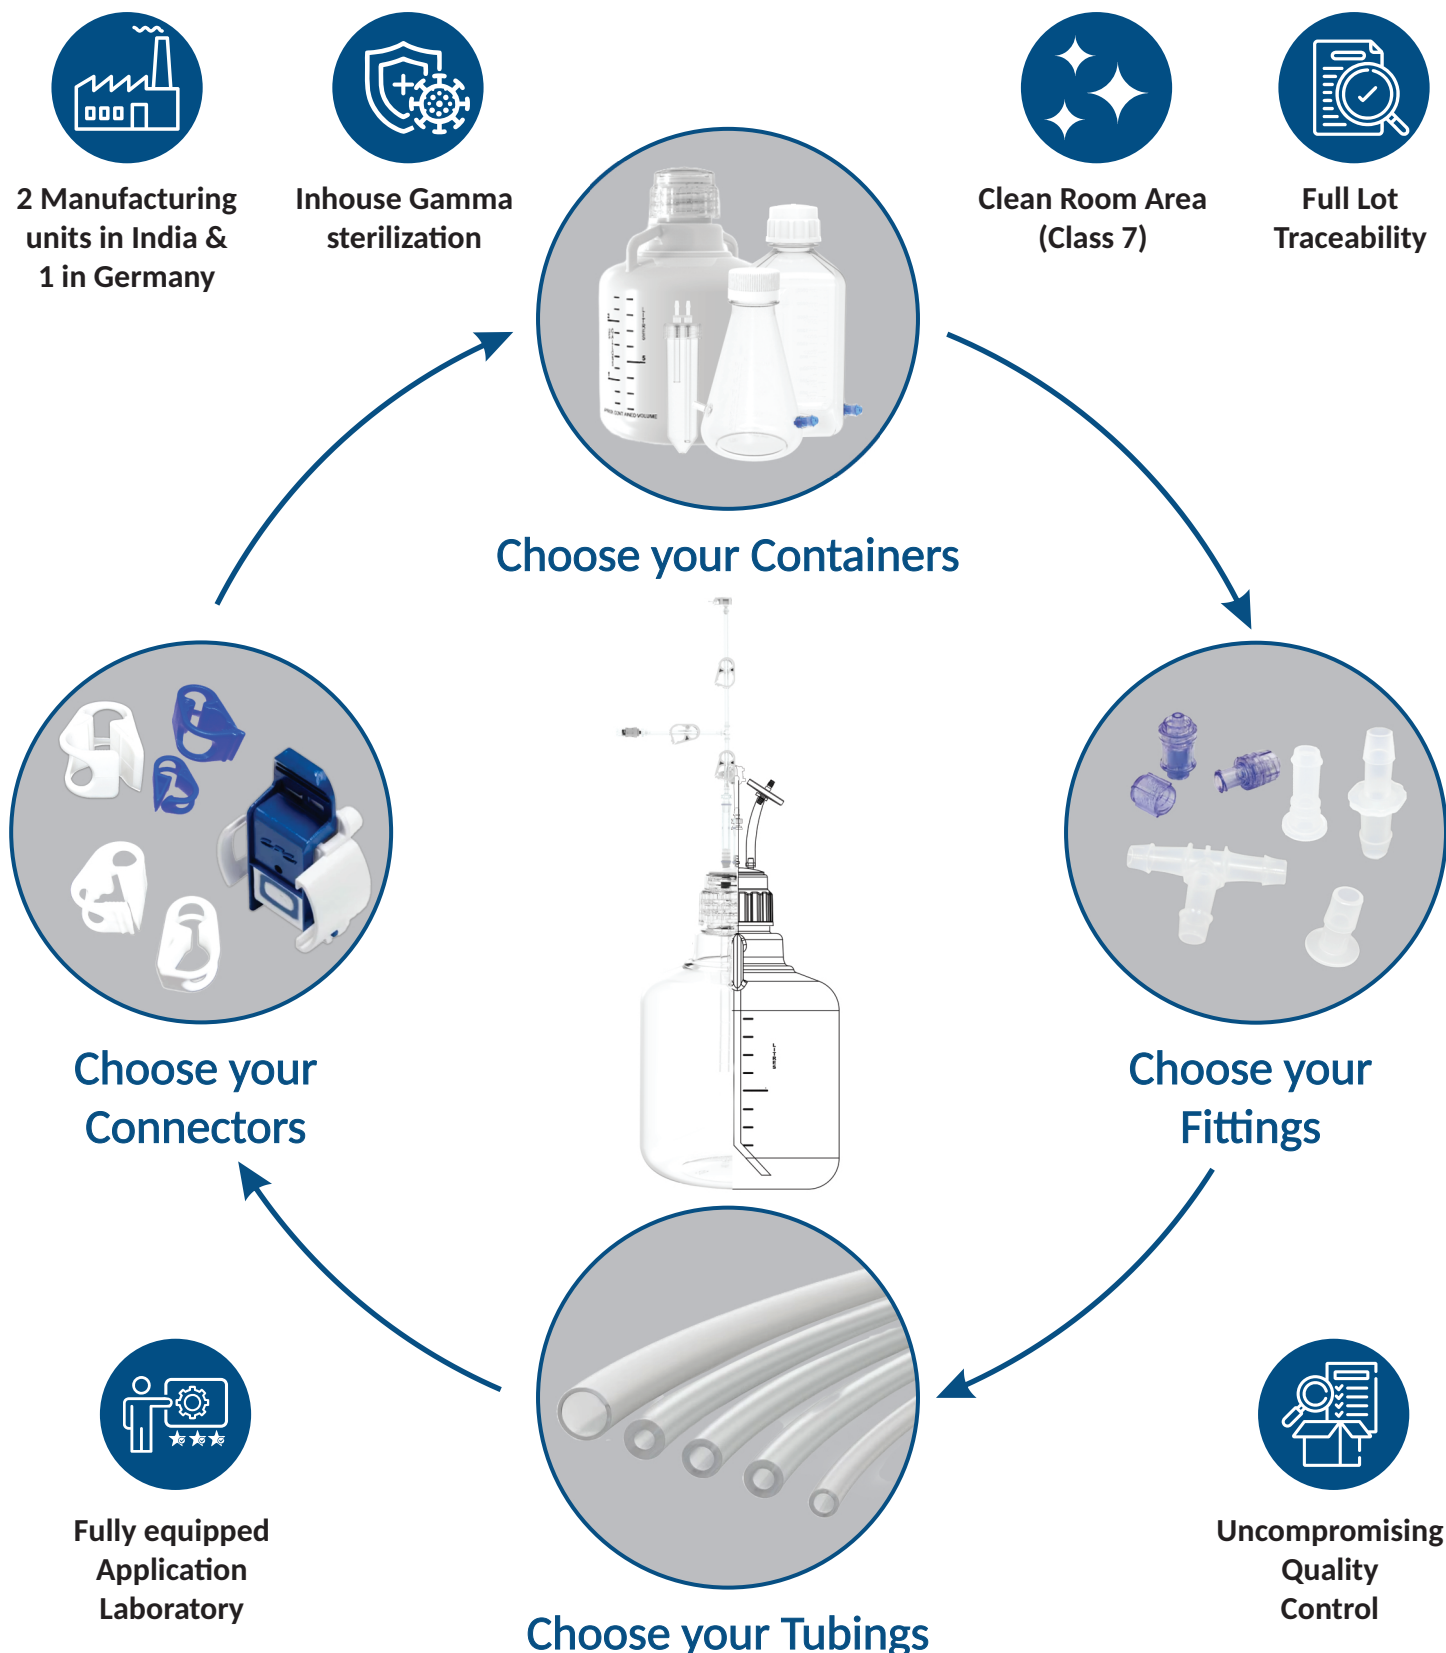 2 Manufacturing
units in India &
1 in Germany
Inhouse Gamma
sterilization
Clean Room Area
(Class 7)
Full Lot
Traceability
Choose your Containers
Choose your
Connectors
LITRES
Choose your
Fittings
Fully equipped
Application
Laboratory
Uncompromising
Quality
Control
Choose your Tubings